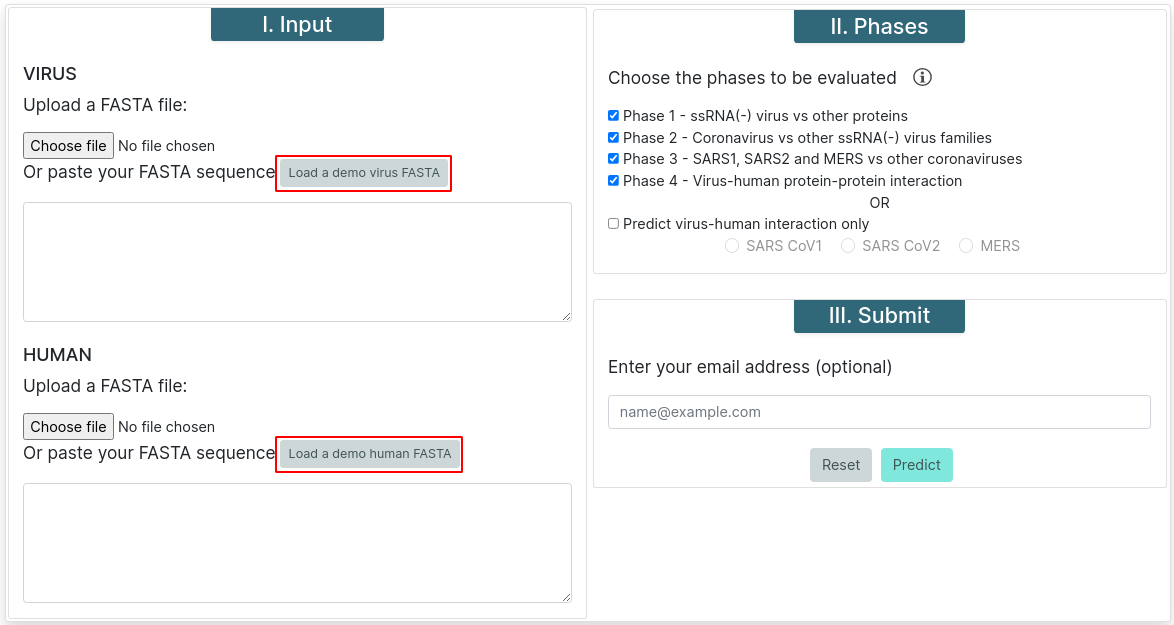 I. Input
VIRUS
Upload a FASTA file:
Choose file No file chosen
Or paste your FASTA sequence Load a demo virus FASTA
HUMAN
Upload a FASTA file:
Choose file No file chosen
Or paste your FASTA sequence Load a demo human FASTA
II. Phases
Choose the phases to be evaluated
Phase 1 - ssRNA(-) virus vs other proteins
Phase 2 - Coronavirus vs other ssRNA(-) virus families
Phase 3 - SARS1, SARS2 and MERS vs other coronaviruses
Phase 4 - Virus-human protein-protein interaction
OR
Predict virus-human interaction only
SARS CoV1 SARS CoV2 MERS
III. Submit
Enter your email address (optional)
name@example.com
Reset Predict